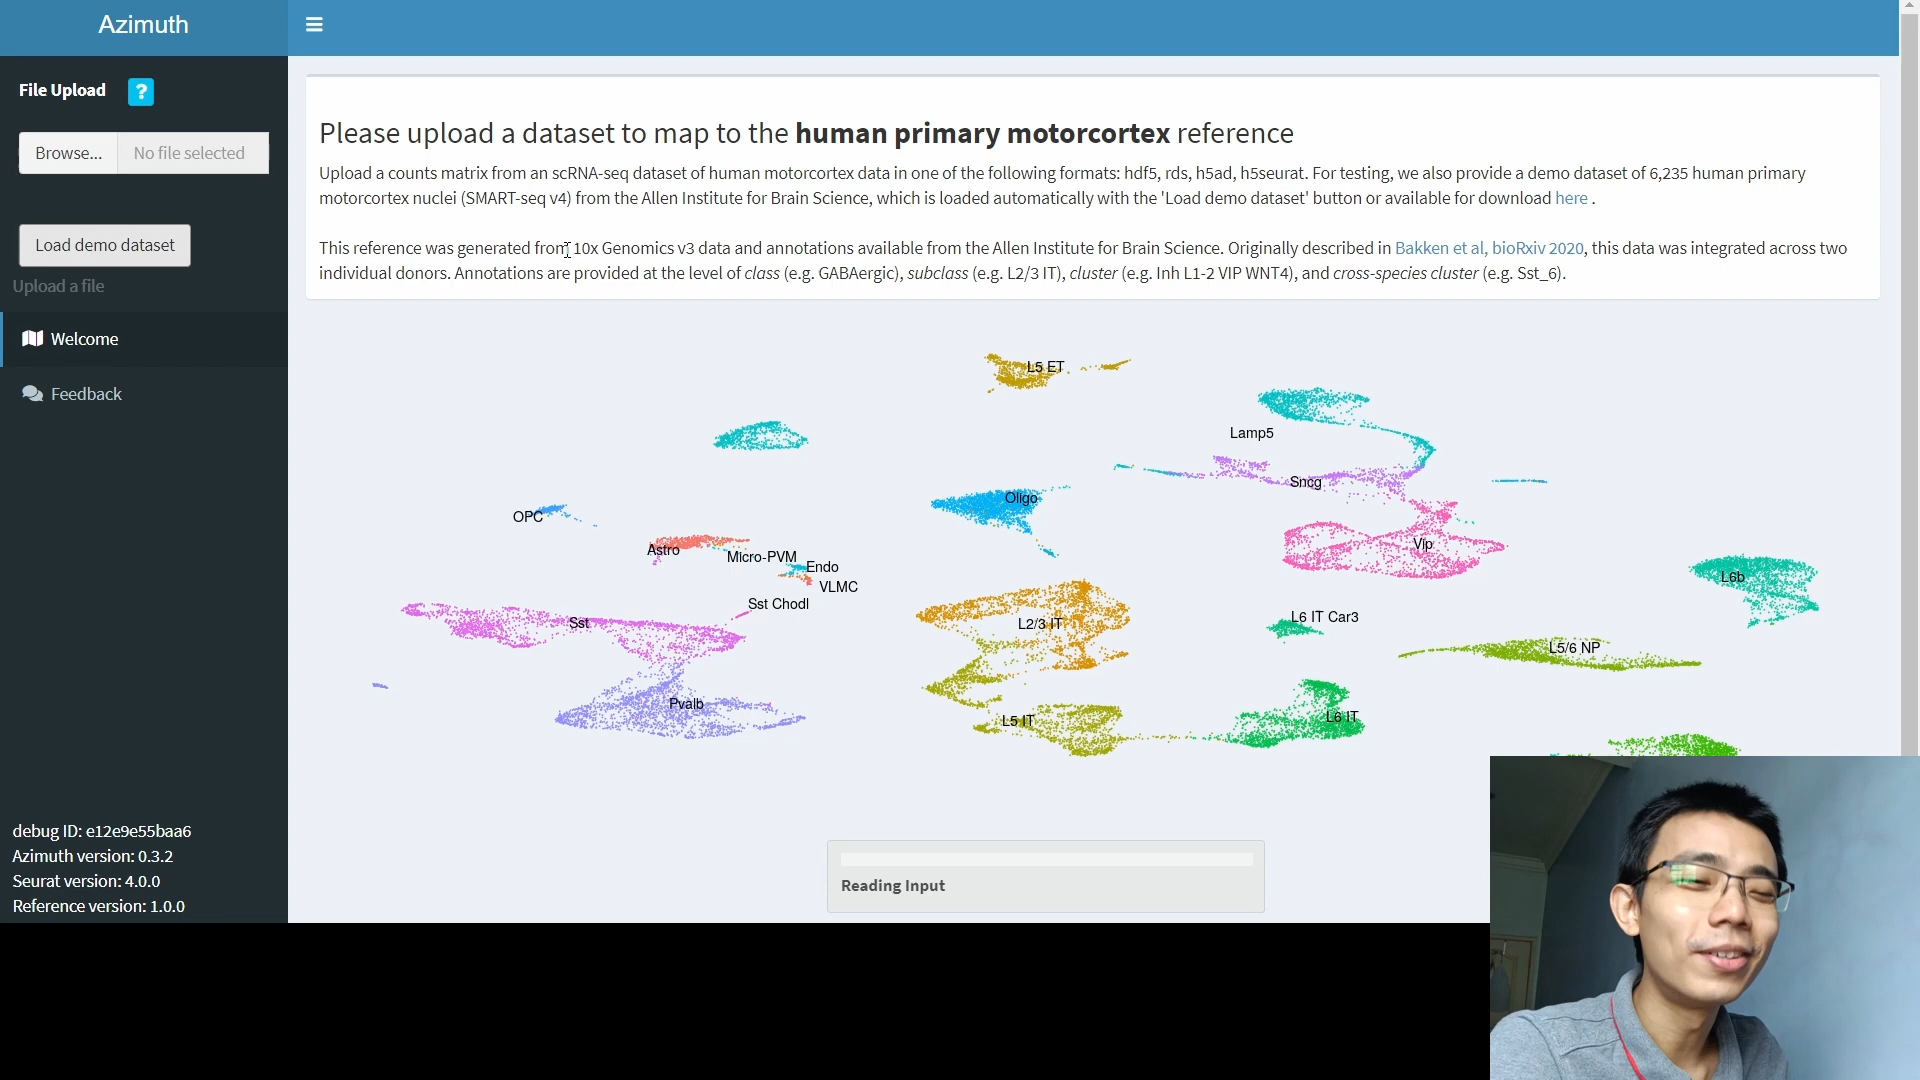 Azimuth
File Upload ?
Browse... No file selected
Load demo dataset
Upload a file
Welcome
Feedback
debug ID: e12e9e55baa6
Azimuth version: 0.3.2
Seurat version: 4.0.0
Reference version: 1.0.0
Please upload a dataset to map to the human primary motorcortex reference
Upload a counts matrix from an scRNA-seq dataset of human motorcortex data in one of the following formats: hdf5, rds, h5ad, h5seurat. For testing, we also provide a demo dataset of 6,235 human primary
motorcortex nuclei (SMART-seq v4) from the Allen Institute for Brain Science, which is loaded automatically with the 'Load demo dataset' button or available for download here .
This reference was generated from 10x Genomics v3 data and annotations available from the Allen Institute for Brain Science. Originally described in Bakken et al, bioRxiv 2020, this data was integrated across two
individual donors. Annotations are provided at the level of class (e.g. GABAergic), subclass (e.g. L2/3 IT), cluster (e.g. Inh L1-2 VIP WNT4), and cross-species cluster (e.g. Sst_6).
L5 ET
Lamp5
Sncg
Oligo
OPC
Astro
Micro-PVM
Endo
VLMC
Vip
L6b
Sst Chodl
Sst
L2/3 IT
L6 IT Car3
L5/6 NP
Pvalb
L5 IT
L6 IT
Reading Input